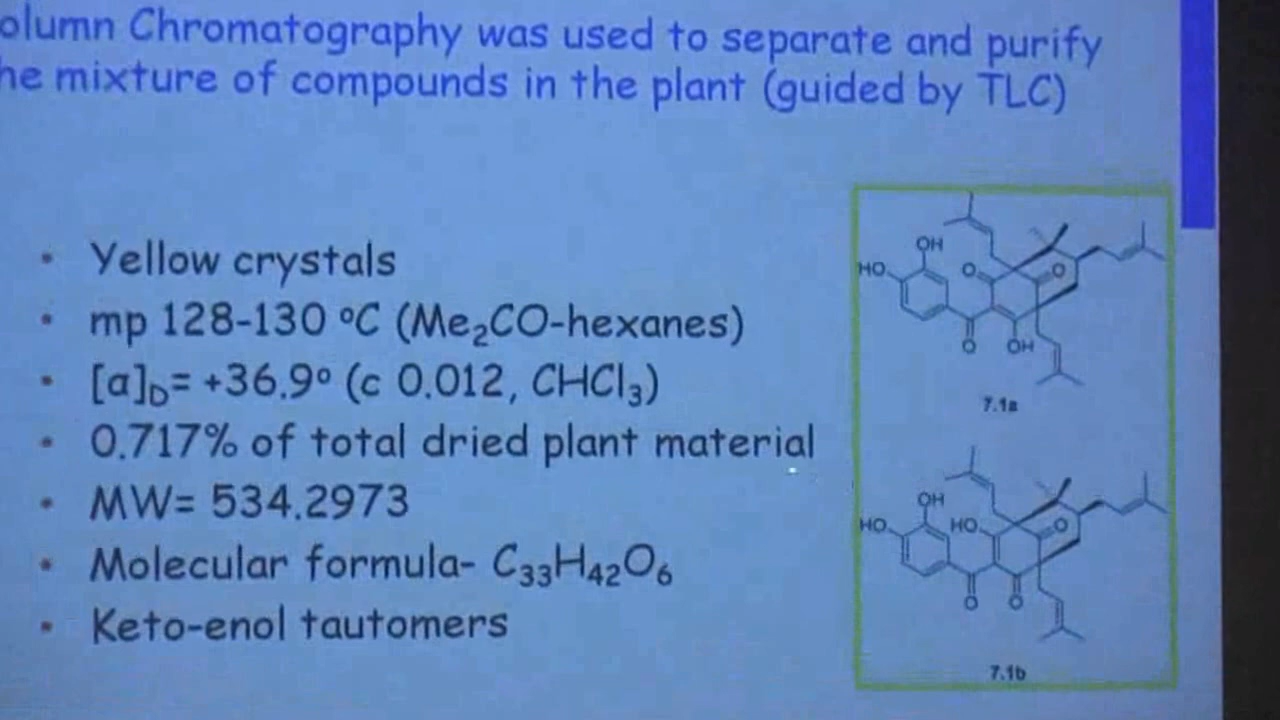 olumn Chromatography was used to separate and purify
he mixture of compounds in the plant (guided by TLC)
• Yellow crystals
• mp 128-130 ºC (Me₂CO-hexanes)
• [a]D= +36.9º (c 0.012, CHCl₃)
• 0.717% of total dried plant material
• MW= 534.2973
• Molecular formula- C₃₃H₄₂O₆
• Keto-enol tautomers
OH
HO O O
O OH
7.1a
OH
HO HO O
O O
7.1b